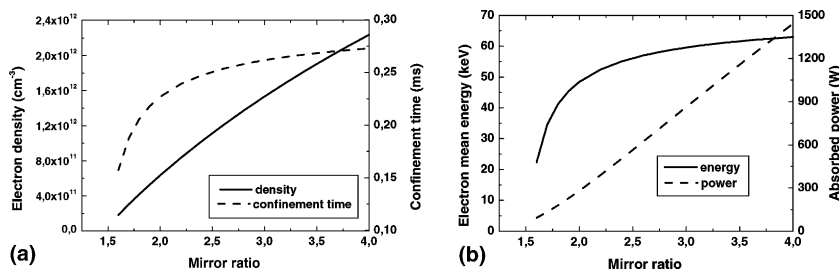 2,4x10¹²
2,0x10¹²
1,6x10¹²
1,2x10¹²
8,0x10¹¹
4,0x10¹¹
0,0
Electron density (cm⁻³)
0,30
0,25
0,20
0,15
0,10
Confinement time (ms)
density
confinement time
1,5 2,0 2,5 3,0 3,5 4,0
Mirror ratio
(a)
70
60
50
40
30
20
10
0
Electron mean energy (keV)
1500
1200
900
600
300
0
Absorbed power (W)
energy
power
1,5 2,0 2,5 3,0 3,5 4,0
Mirror ratio
(b)